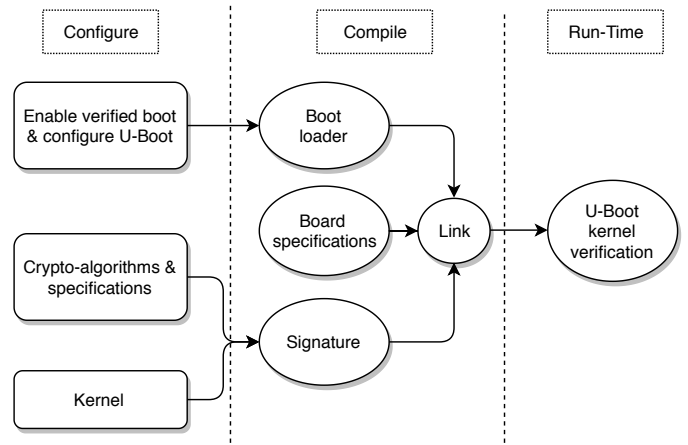 Configure
Compile
Run-Time
Enable verified boot
& configure U-Boot
Boot
loader
Board
specifications
Link
U-Boot
kernel
verification
Crypto-algorithms &
specifications
Signature
Kernel